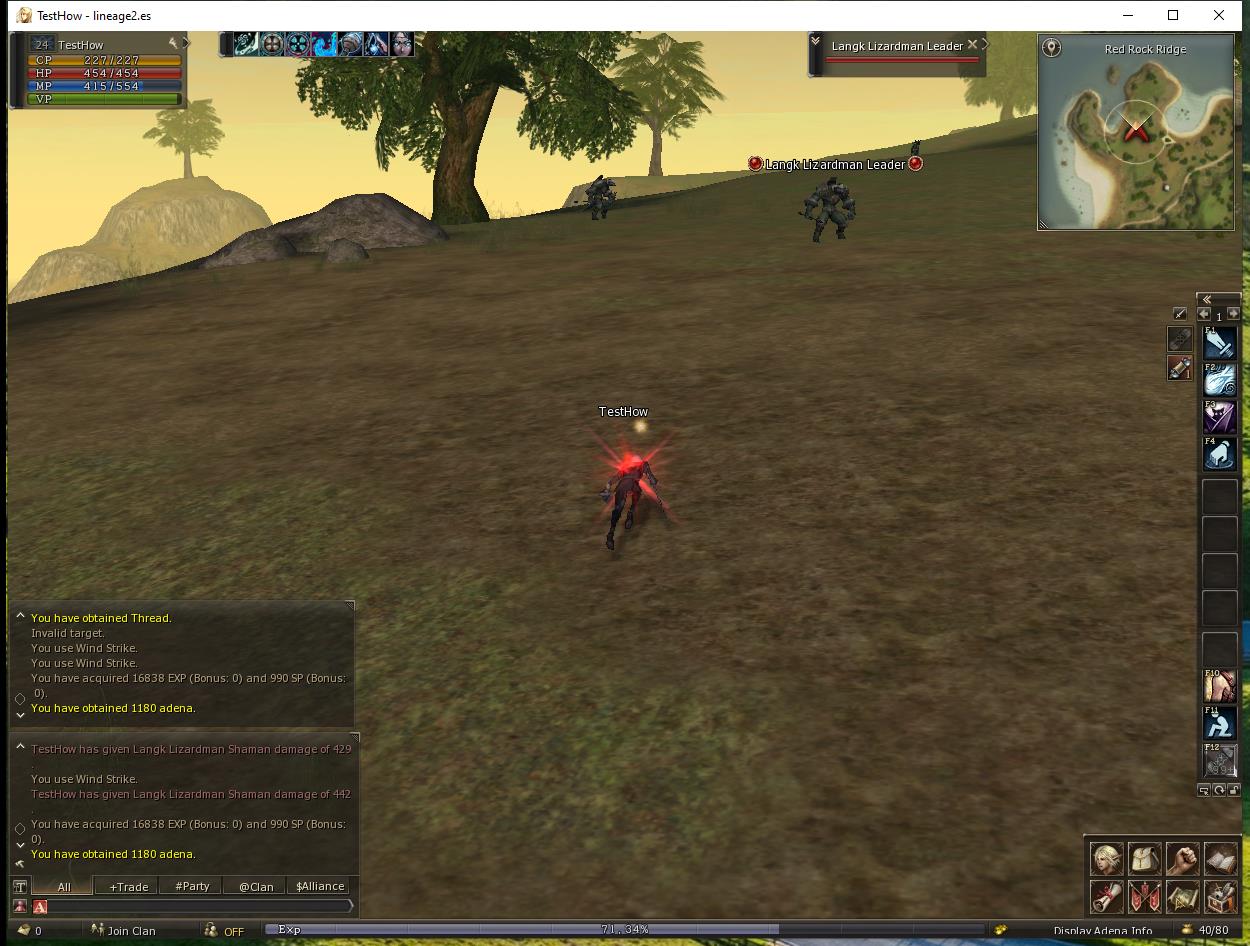 TestHow - lineage2.es
24 TestHow
CP 227/227
HP 454/454
MP 415/554
VP
Langk Lizardman Leader
Red Rock Ridge
Langk Lizardman Leader
1
F1
F2
1
F3
TestHow
F4
You have obtained Thread.
Invalid target.
You use Wind Strike.
You use Wind Strike.
You have acquired 16838 EXP (Bonus: 0) and 990 SP (Bonus:
0).
You have obtained 1180 adena.
F10
F11
F12
99+
TestHow has given Langk Lizardman Shaman damage of 429
.
You use Wind Strike.
TestHow has given Langk Lizardman Shaman damage of 442
.
You have acquired 16838 EXP (Bonus: 0) and 990 SP (Bonus:
0).
You have obtained 1180 adena.
All +Trade #Party @Clan $Alliance
A
0 Join Clan OFF Exp 71.34% Display Adena Info 40/80